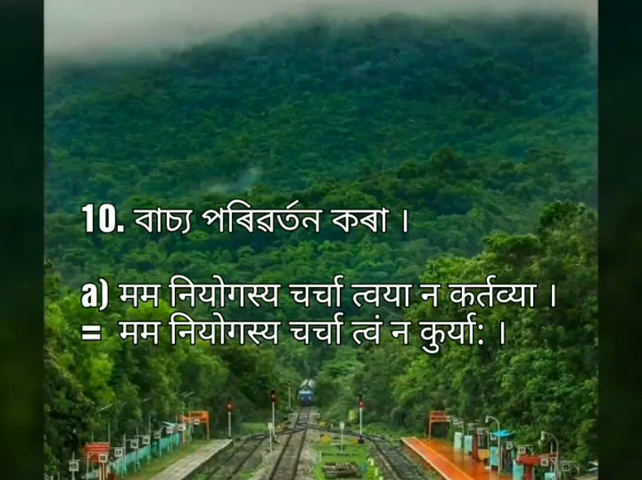 10. বাচ্য পৰিৱৰ্তন কৰা ।
a) मम नियोगस्य चर्चा त्वया न कर्तव्या ।
= मम नियोगस्य चर्चा त्वं न कुर्या: ।